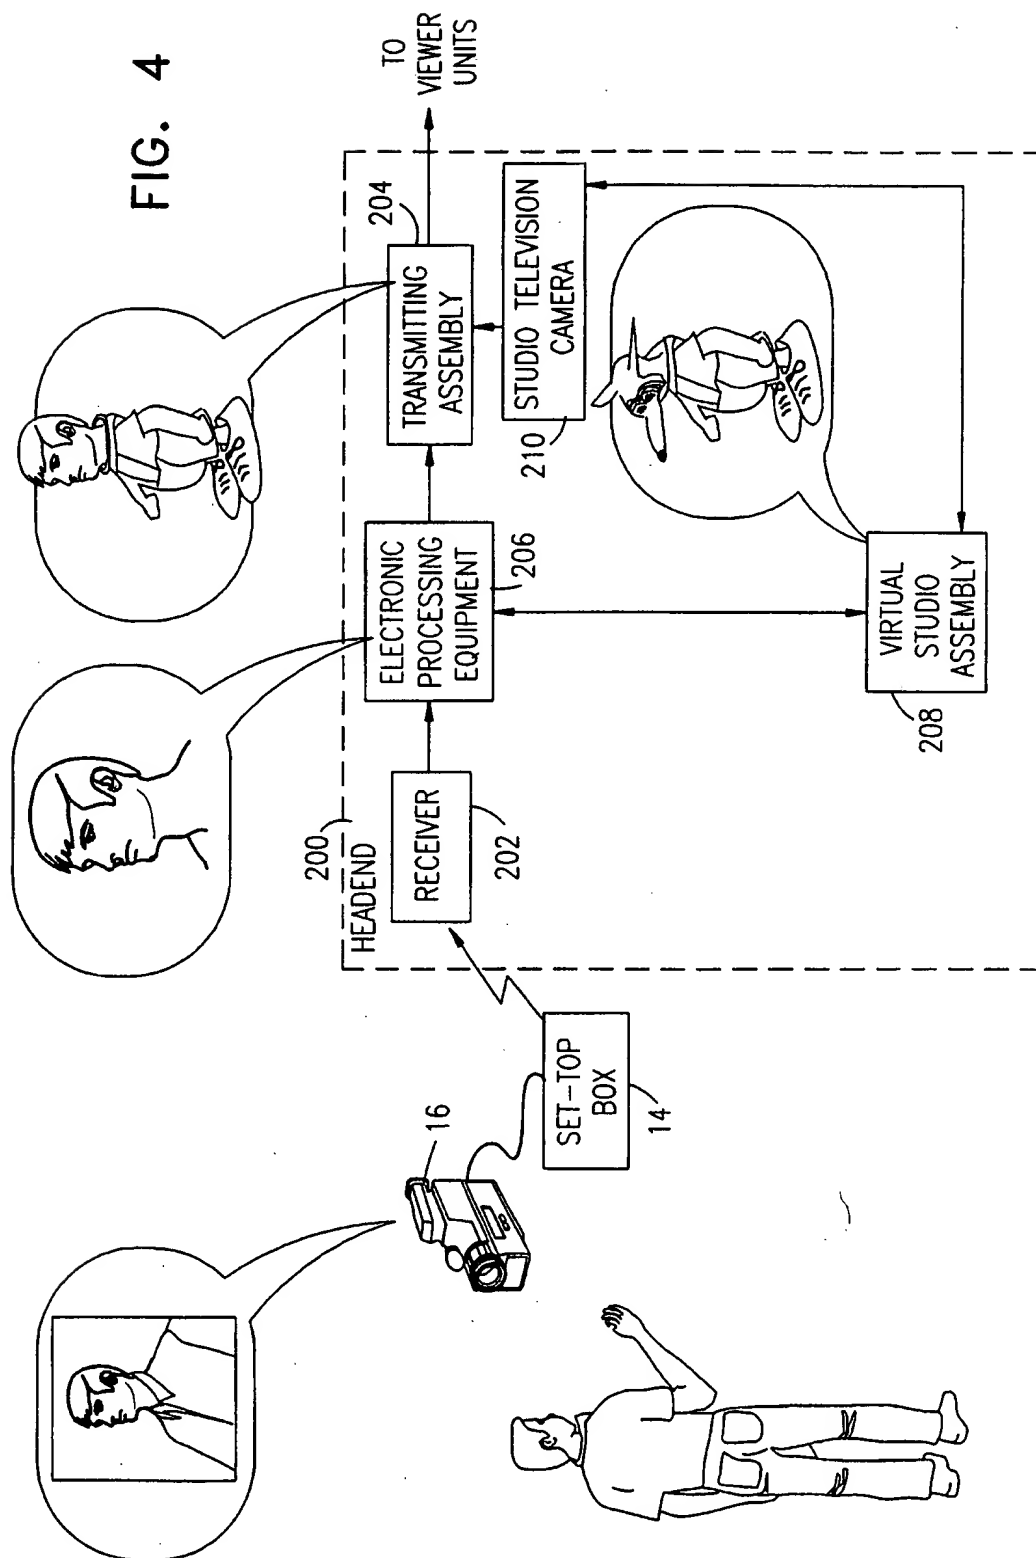 FIG. 4
TO
VIEWER
UNITS
204
TRANSMITTING
ASSEMBLY
STUDIO TELEVISION
CAMERA
210
ELECTRONIC
PROCESSING
EQUIPMENT
206
VIRTUAL
STUDIO
ASSEMBLY
208
200
HEADEND
RECEIVER
202
SET-TOP
BOX
14
16